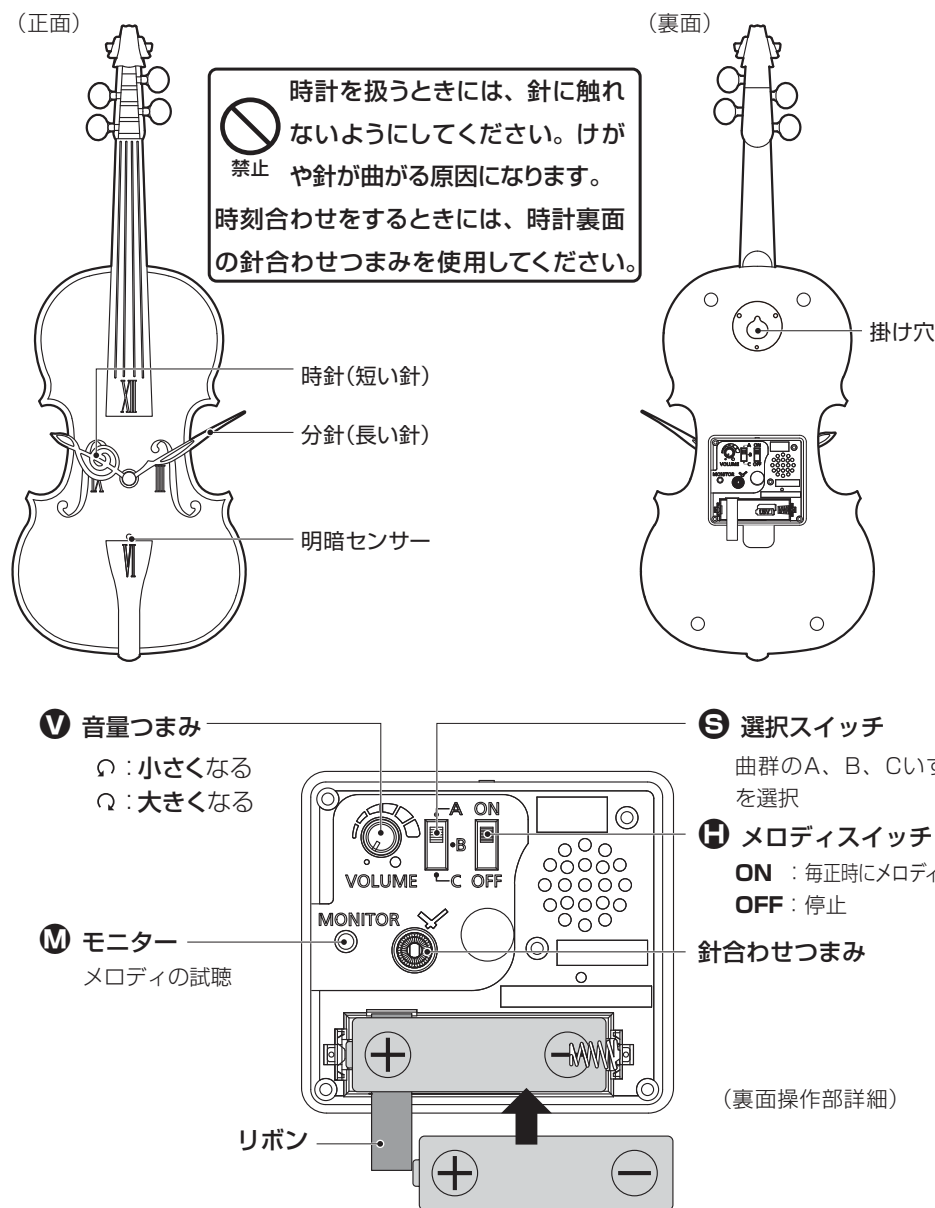 （正面）
（裏面）
時計を扱うときには、針に触れ
ないようにしてください。けが
禁止
や針が曲がる原因になります。
時刻合わせをするときには、時計裏面
の針合わせつまみを使用してください。
掛け穴
時針(短い針)
分針(長い針)
明暗センサー
XII
III
IX
VI
VOLUME
A
B
C
ON
OFF
MONITOR
V 音量つまみ
：小さくなる
：大きくなる
S 選択スイッチ
曲群のA、B、Cいず
を選択
H メロディスイッチ
ON ：毎正時にメロディ
OFF：停止
A ON
B
VOLUME C OFF
MONITOR
M モニター
メロディの試聴
針合わせつまみ
+ −
（裏面操作部詳細）
リボン
+ −